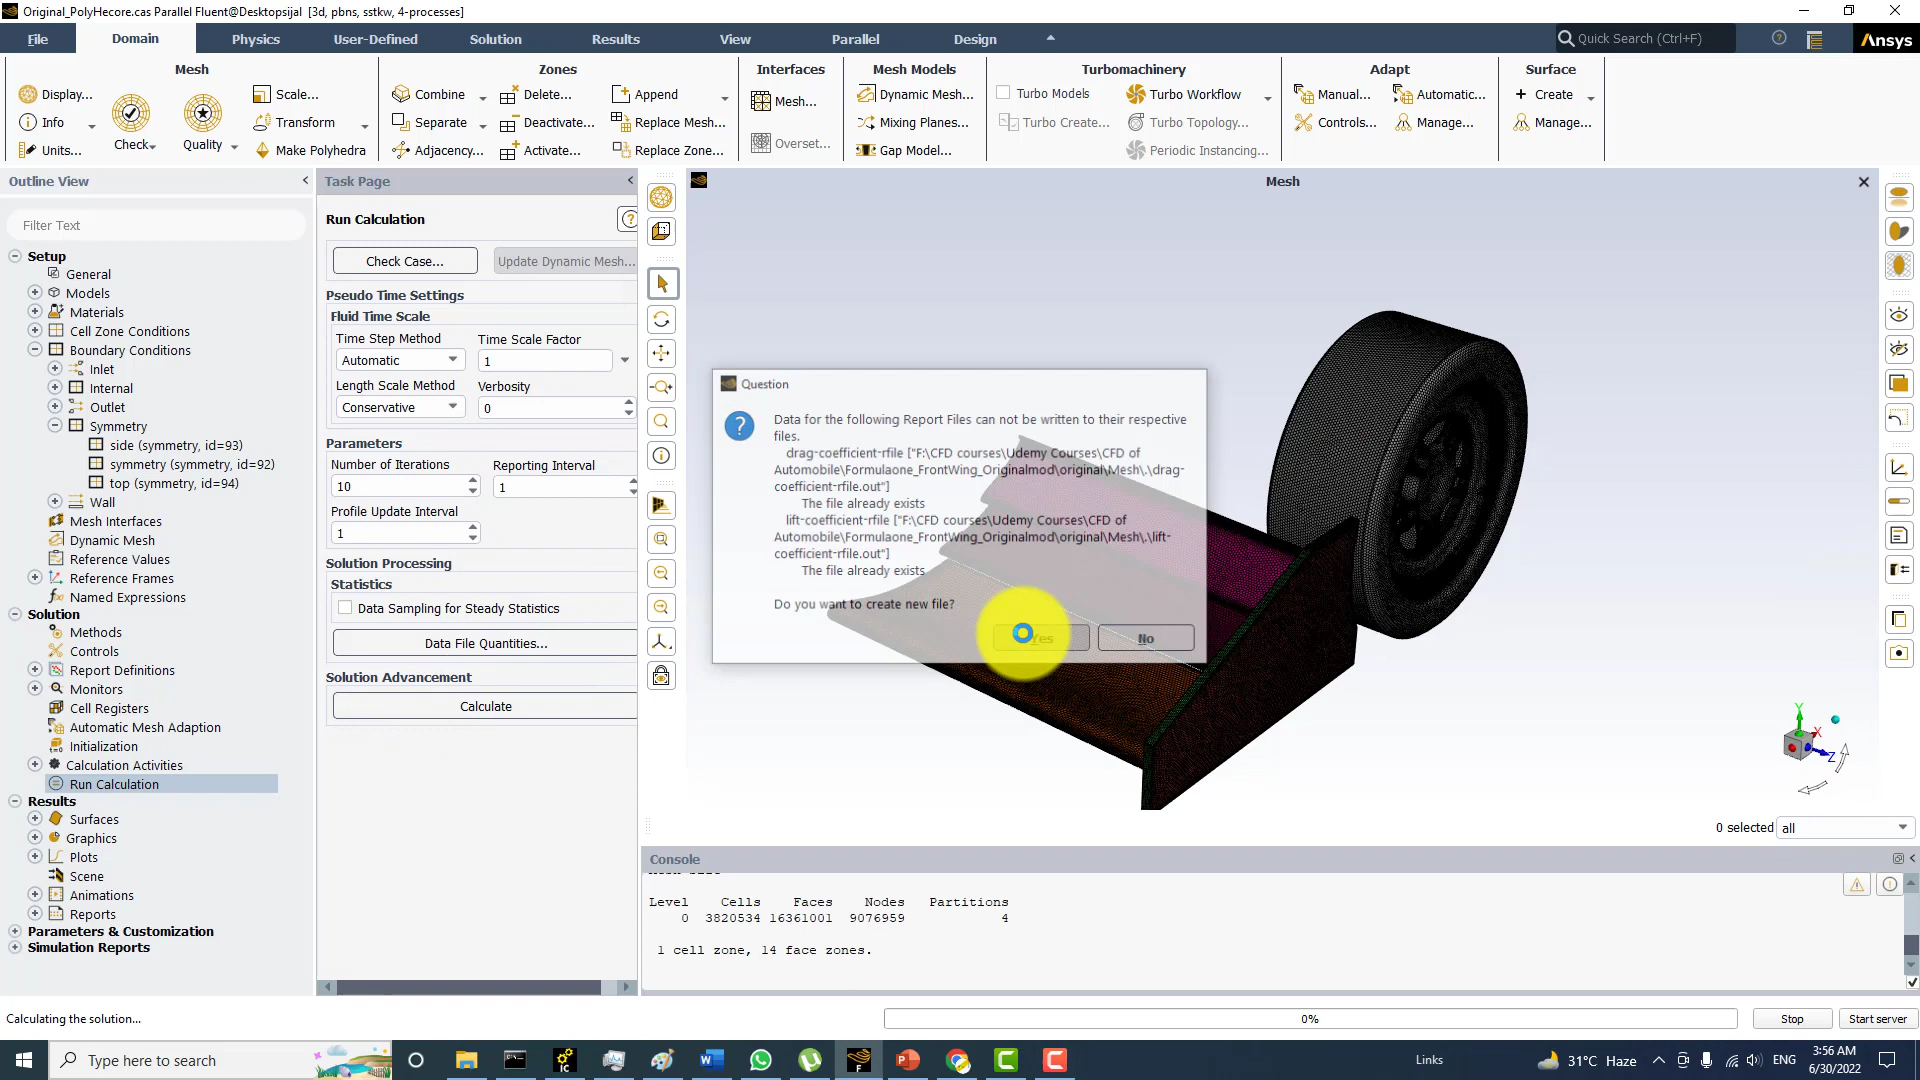 Original_PolyHecore.cas Parallel Fluent@Desktopsijal [3d, pbns, sstkw, 4-processes]
File Domain Physics User-Defined Solution Results View Parallel Design Quick Search (Ctrl+F) Ansys
Mesh Zones Interfaces Mesh Models Turbomachinery Adapt Surface
Display... Scale... Combine Delete... Append Mesh... Dynamic Mesh... Turbo Models Turbo Workflow Manual... Automatic... Create
Info Transform Separate Deactivate... Replace Mesh... Mixing Planes... Turbo Create... Turbo Topology... Controls... Manage... Manage...
Units... Check Quality Make Polyhedra Adjacency... Activate... Replace Zone... Overset... Gap Model... Periodic Instancing...
Outline View
Filter Text
Setup
General
Models
Materials
Cell Zone Conditions
Boundary Conditions
Inlet
Internal
Outlet
Symmetry
side (symmetry, id=93)
symmetry (symmetry, id=92)
top (symmetry, id=94)
Wall
Mesh Interfaces
Dynamic Mesh
Reference Values
Reference Frames
Named Expressions
Solution
Methods
Controls
Report Definitions
Monitors
Cell Registers
Automatic Mesh Adaption
Initialization
Calculation Activities
Run Calculation
Results
Surfaces
Graphics
Plots
Scene
Animations
Reports
Parameters & Customization
Simulation Reports
Task Page
Run Calculation
Check Case... Update Dynamic Mesh...
Pseudo Time Settings
Fluid Time Scale
Time Step Method Time Scale Factor
Automatic 1
Length Scale Method Verbosity
Conservative 0
Parameters
Number of Iterations Reporting Interval
10 1
Profile Update Interval
1
Solution Processing
Statistics
Data Sampling for Steady Statistics
Data File Quantities...
Solution Advancement
Calculate
Mesh
Question
Data for the following Report Files can not be written to their respective
files.
drag-coefficient-rfile ["F:\CFD courses\Udemy Courses\CFD of
Automobile\Formulaone_FrontWing_Originalmod\original\Mesh\.\drag-
coefficient-rfile.out"]
The file already exists
lift-coefficient-rfile ["F:\CFD courses\Udemy Courses\CFD of
Automobile\Formulaone_FrontWing_Originalmod\original\Mesh\.\lift-
coefficient-rfile.out"]
The file already exists
Do you want to create new file?
Yes No
Y
X
Z
0 selected all
Console
Level Cells Faces Nodes Partitions
0 3820534 16361001 9076959 4
1 cell zone, 14 face zones.
Calculating the solution... 0% Stop Start server
Type here to search Links 31°C Haze ENG 3:56 AM
6/30/2022